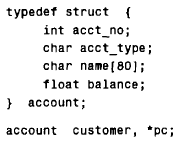 typedef struct {
int acct_no;
char acct_type;
char name[80];
float balance;
} account;
account customer, *pc;